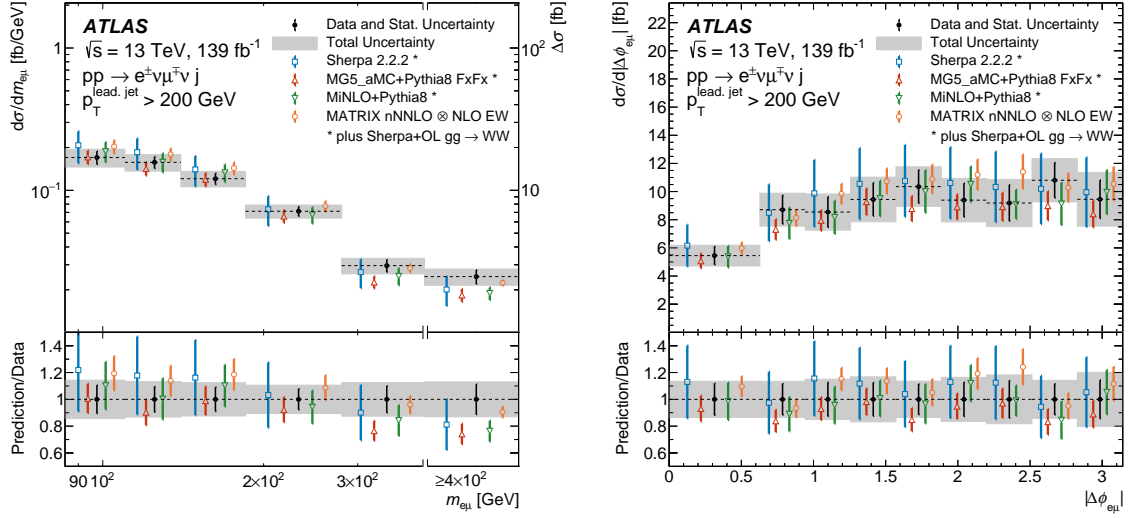 dσ/dm_eμ [fb/GeV]
1
10⁻¹
ATLAS
√s = 13 TeV, 139 fb⁻¹
pp → e±νμ∓ν j
p_T^lead. jet > 200 GeV
Data and Stat. Uncertainty
Total Uncertainty
Sherpa 2.2.2 *
MG5_aMC+Pythia8 FxFx *
MiNLO+Pythia8 *
MATRIX nNNLO ⊗ NLO EW
* plus Sherpa+OL gg → WW
Δσ [fb]
10²
10
Prediction/Data
1.4
1.2
1.0
0.8
0.6
90 10² 2×10² 3×10² ≥4×10²
m_eμ [GeV]
dσ/d|Δϕ_eμ| [fb]
22
20
18
16
14
12
10
8
6
4
2
0
ATLAS
√s = 13 TeV, 139 fb⁻¹
pp → e±νμ∓ν j
p_T^lead. jet > 200 GeV
Data and Stat. Uncertainty
Total Uncertainty
Sherpa 2.2.2 *
MG5_aMC+Pythia8 FxFx *
MiNLO+Pythia8 *
MATRIX nNNLO ⊗ NLO EW
* plus Sherpa+OL gg → WW
Prediction/Data
1.4
1.2
1.0
0.8
0.6
0 0.5 1 1.5 2 2.5 3
|Δϕ_eμ|